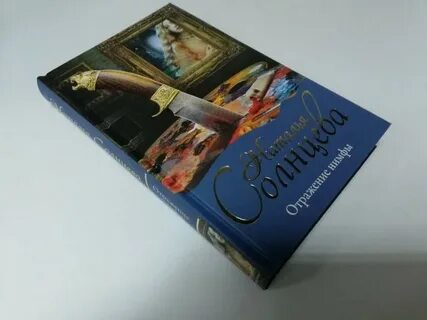 Наталья
Солнцева
Отражение нимфы